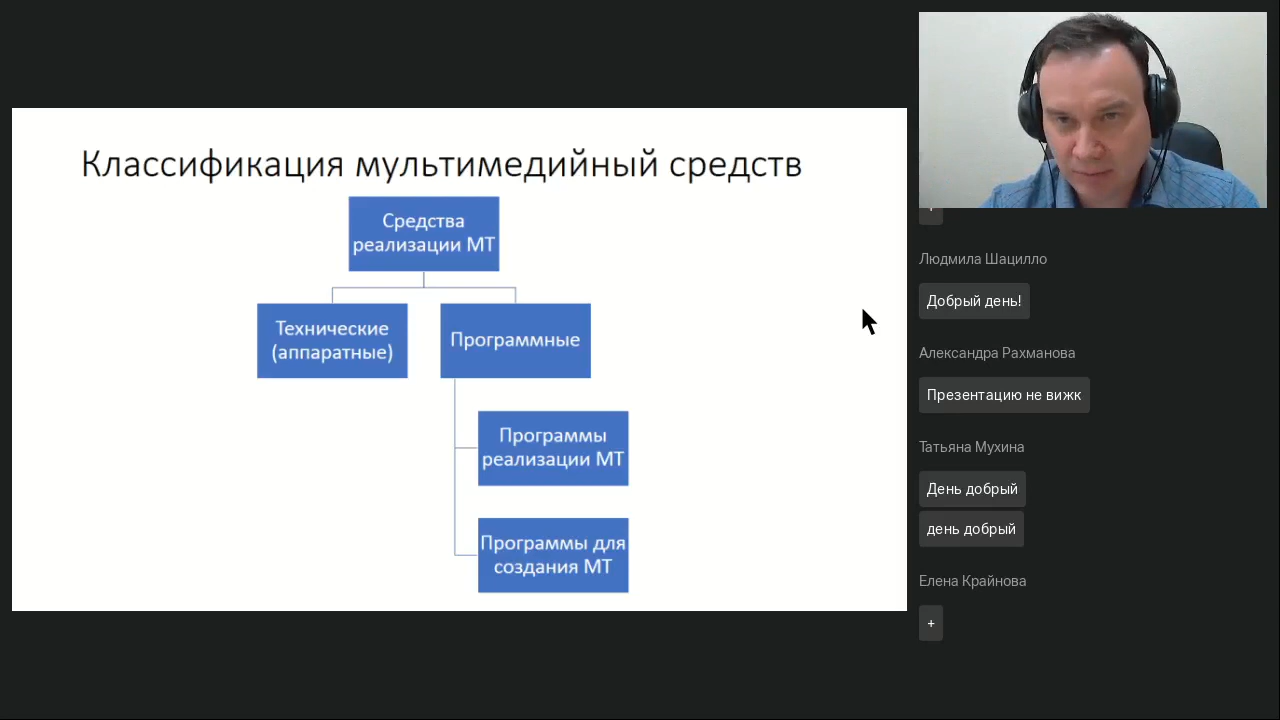 Классификация мультимедийный средств
Средства
реализации МТ
Технические
(аппаратные)
Программные
Программы
реализации МТ
Программы для
создания МТ
Людмила Шацилло
Добрый день!
Александра Рахманова
Презентацию не вижк
Татьяна Мухина
День добрый
день добрый
Елена Крайнова
+